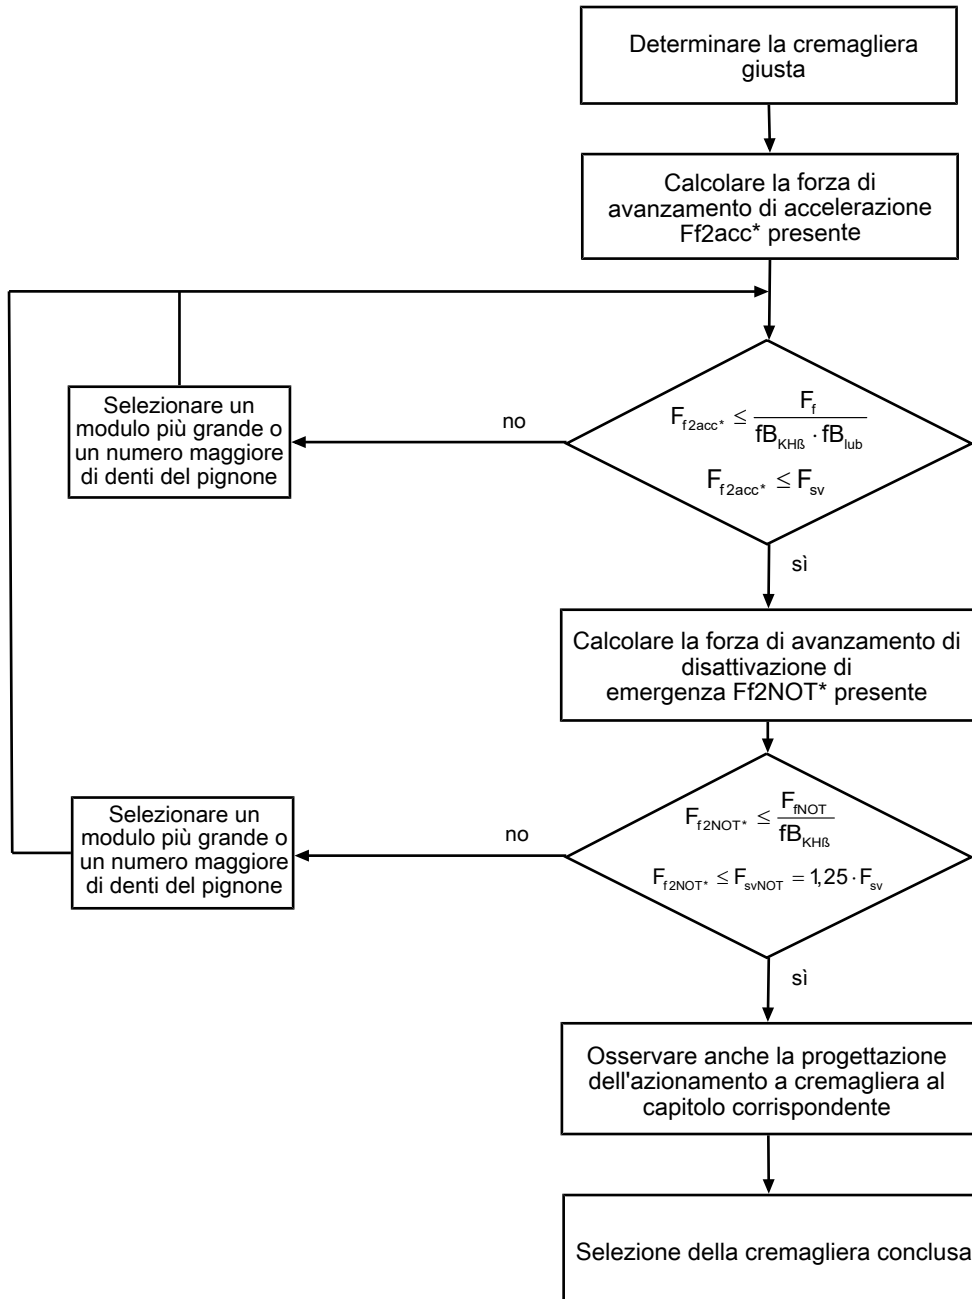 Determinare la cremagliera
giusta
Calcolare la forza di
avanzamento di accelerazione
Ff2acc* presente
Selezionare un
modulo più grande o
un numero maggiore
di denti del pignone
no
F_f2acc* ≤ F_f / (fB_KHß · fB_lub)
F_f2acc* ≤ F_sv
sì
Calcolare la forza di avanzamento di
disattivazione di
emergenza Ff2NOT* presente
Selezionare un
modulo più grande o
un numero maggiore
di denti del pignone
no
F_f2NOT* ≤ F_fNOT / fB_KHß
F_f2NOT* ≤ F_svNOT = 1,25 · F_sv
sì
Osservare anche la progettazione
dell'azionamento a cremagliera al
capitolo corrispondente
Selezione della cremagliera conclusa